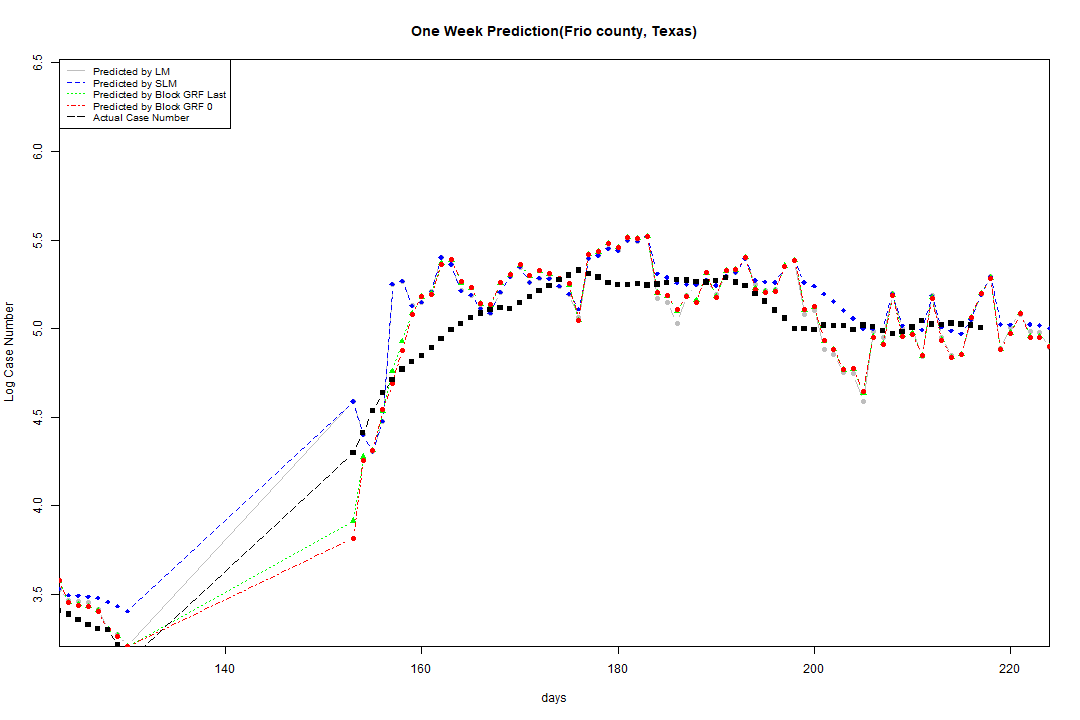 One Week Prediction(Frio county, Texas)
Predicted by LM
Predicted by SLM
Predicted by Block GRF Last
Predicted by Block GRF 0
Actual Case Number
6.5
6.0
5.5
5.0
4.5
4.0
3.5
Log Case Number
140
160
180
200
220
days